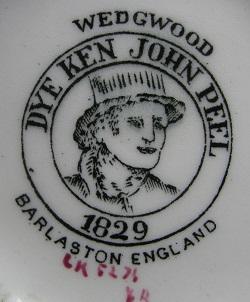 WEDGWOOD
DYE KEN JOHN PEEL
1829
BARLASTON ENGLAND